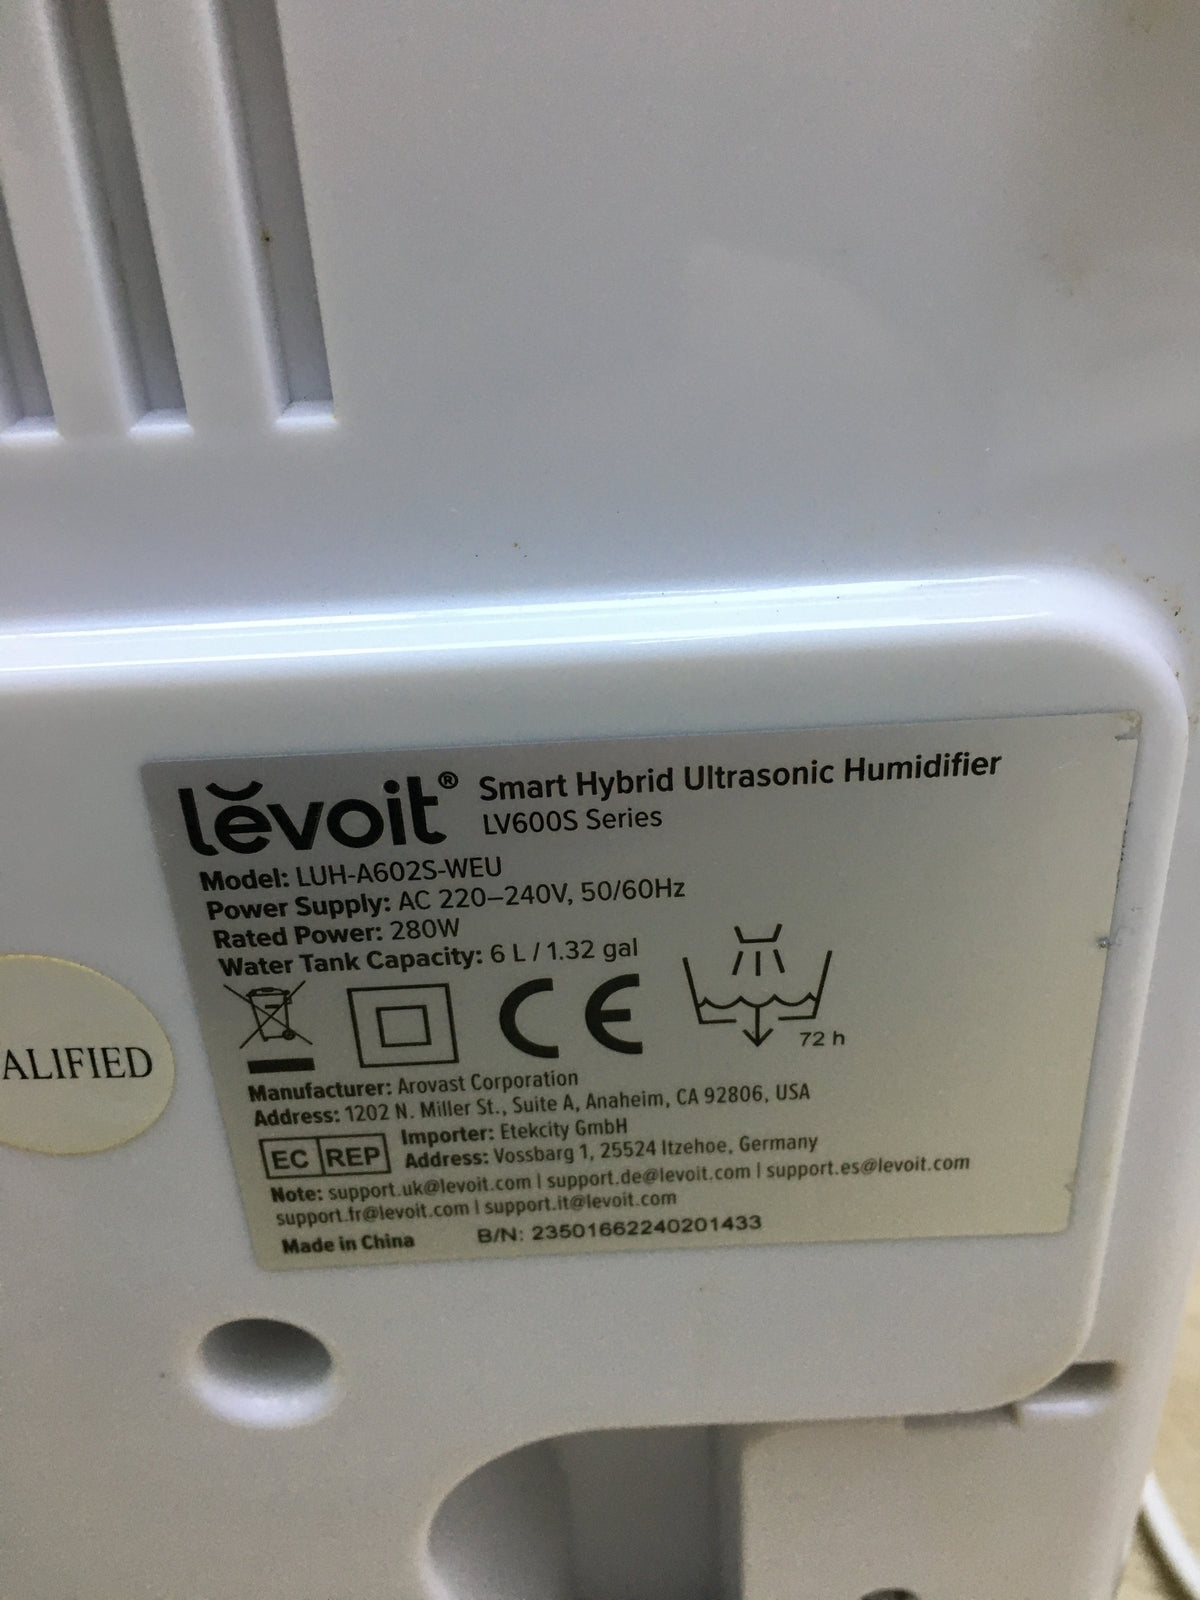 levoit® Smart Hybrid Ultrasonic Humidifier
LV600S Series
Model: LUH-A602S-WEU
Power Supply: AC 220–240V, 50/60Hz
Rated Power: 280W
Water Tank Capacity: 6 L / 1.32 gal
CE
72 h
ALIFIED
Manufacturer: Arovast Corporation
Address: 1202 N. Miller St., Suite A, Anaheim, CA 92806, USA
EC REP
Importer: Etekcity GmbH
Address: Vossbarg 1, 25524 Itzehoe, Germany
Note: support.uk@levoit.com | support.de@levoit.com | support.es@levoit.com
support.fr@levoit.com | support.it@levoit.com
Made in China B/N: 23501662240201433